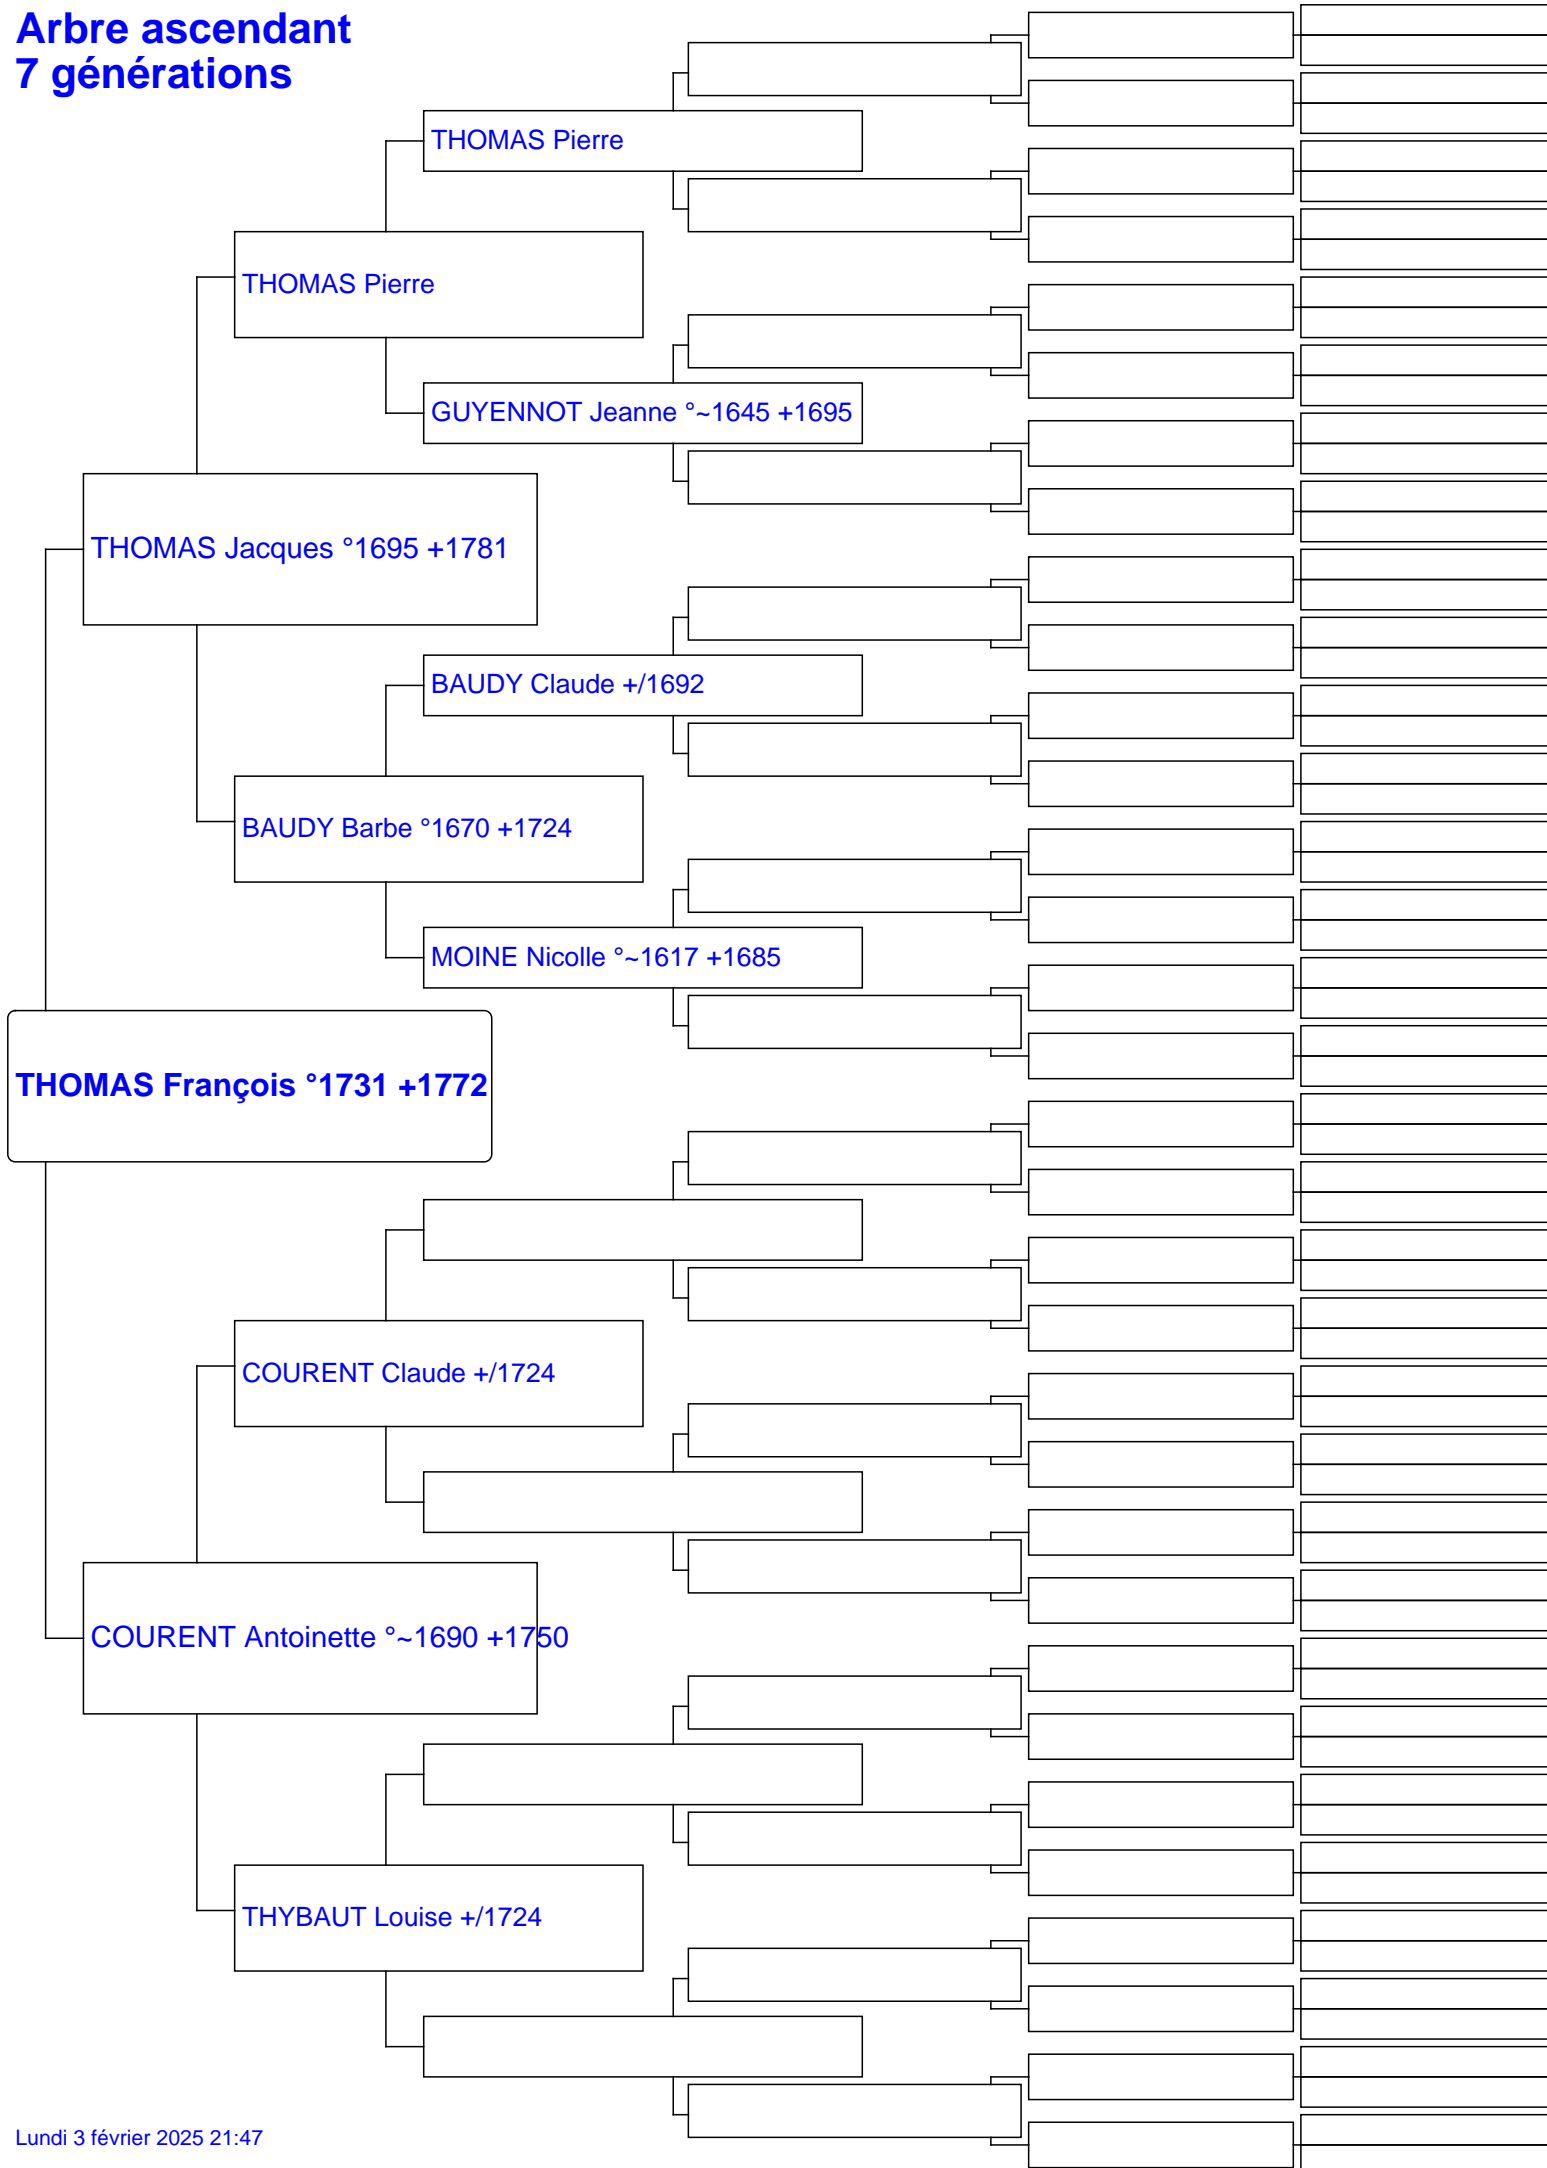 Arbre ascendant
7 générations
THOMAS Pierre
THOMAS Pierre
GUYENNOT Jeanne °~1645 +1695
THOMAS Jacques °1695 +1781
BAUDY Claude +/1692
BAUDY Barbe °1670 +1724
MOINE Nicolle °~1617 +1685
THOMAS François °1731 +1772
COURENT Claude +/1724
COURENT Antoinette °~1690 +1750
THYBAUT Louise +/1724
Lundi 3 février 2025 21:47